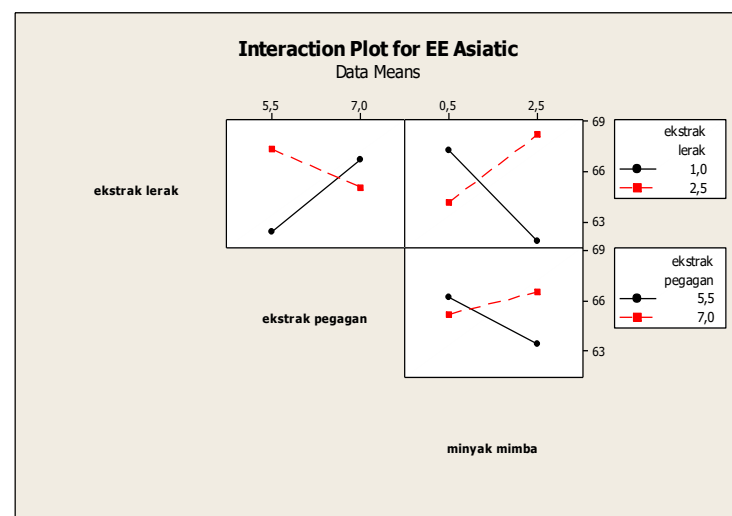 Interaction Plot for EE Asiatic
Data Means
5,5 7,0 0,5 2,5
69
66
63
ekstrak lerak
ekstrak
lerak
1,0
2,5
69
66
63
ekstrak pegagan
ekstrak
pegagan
5,5
7,0
minyak mimba